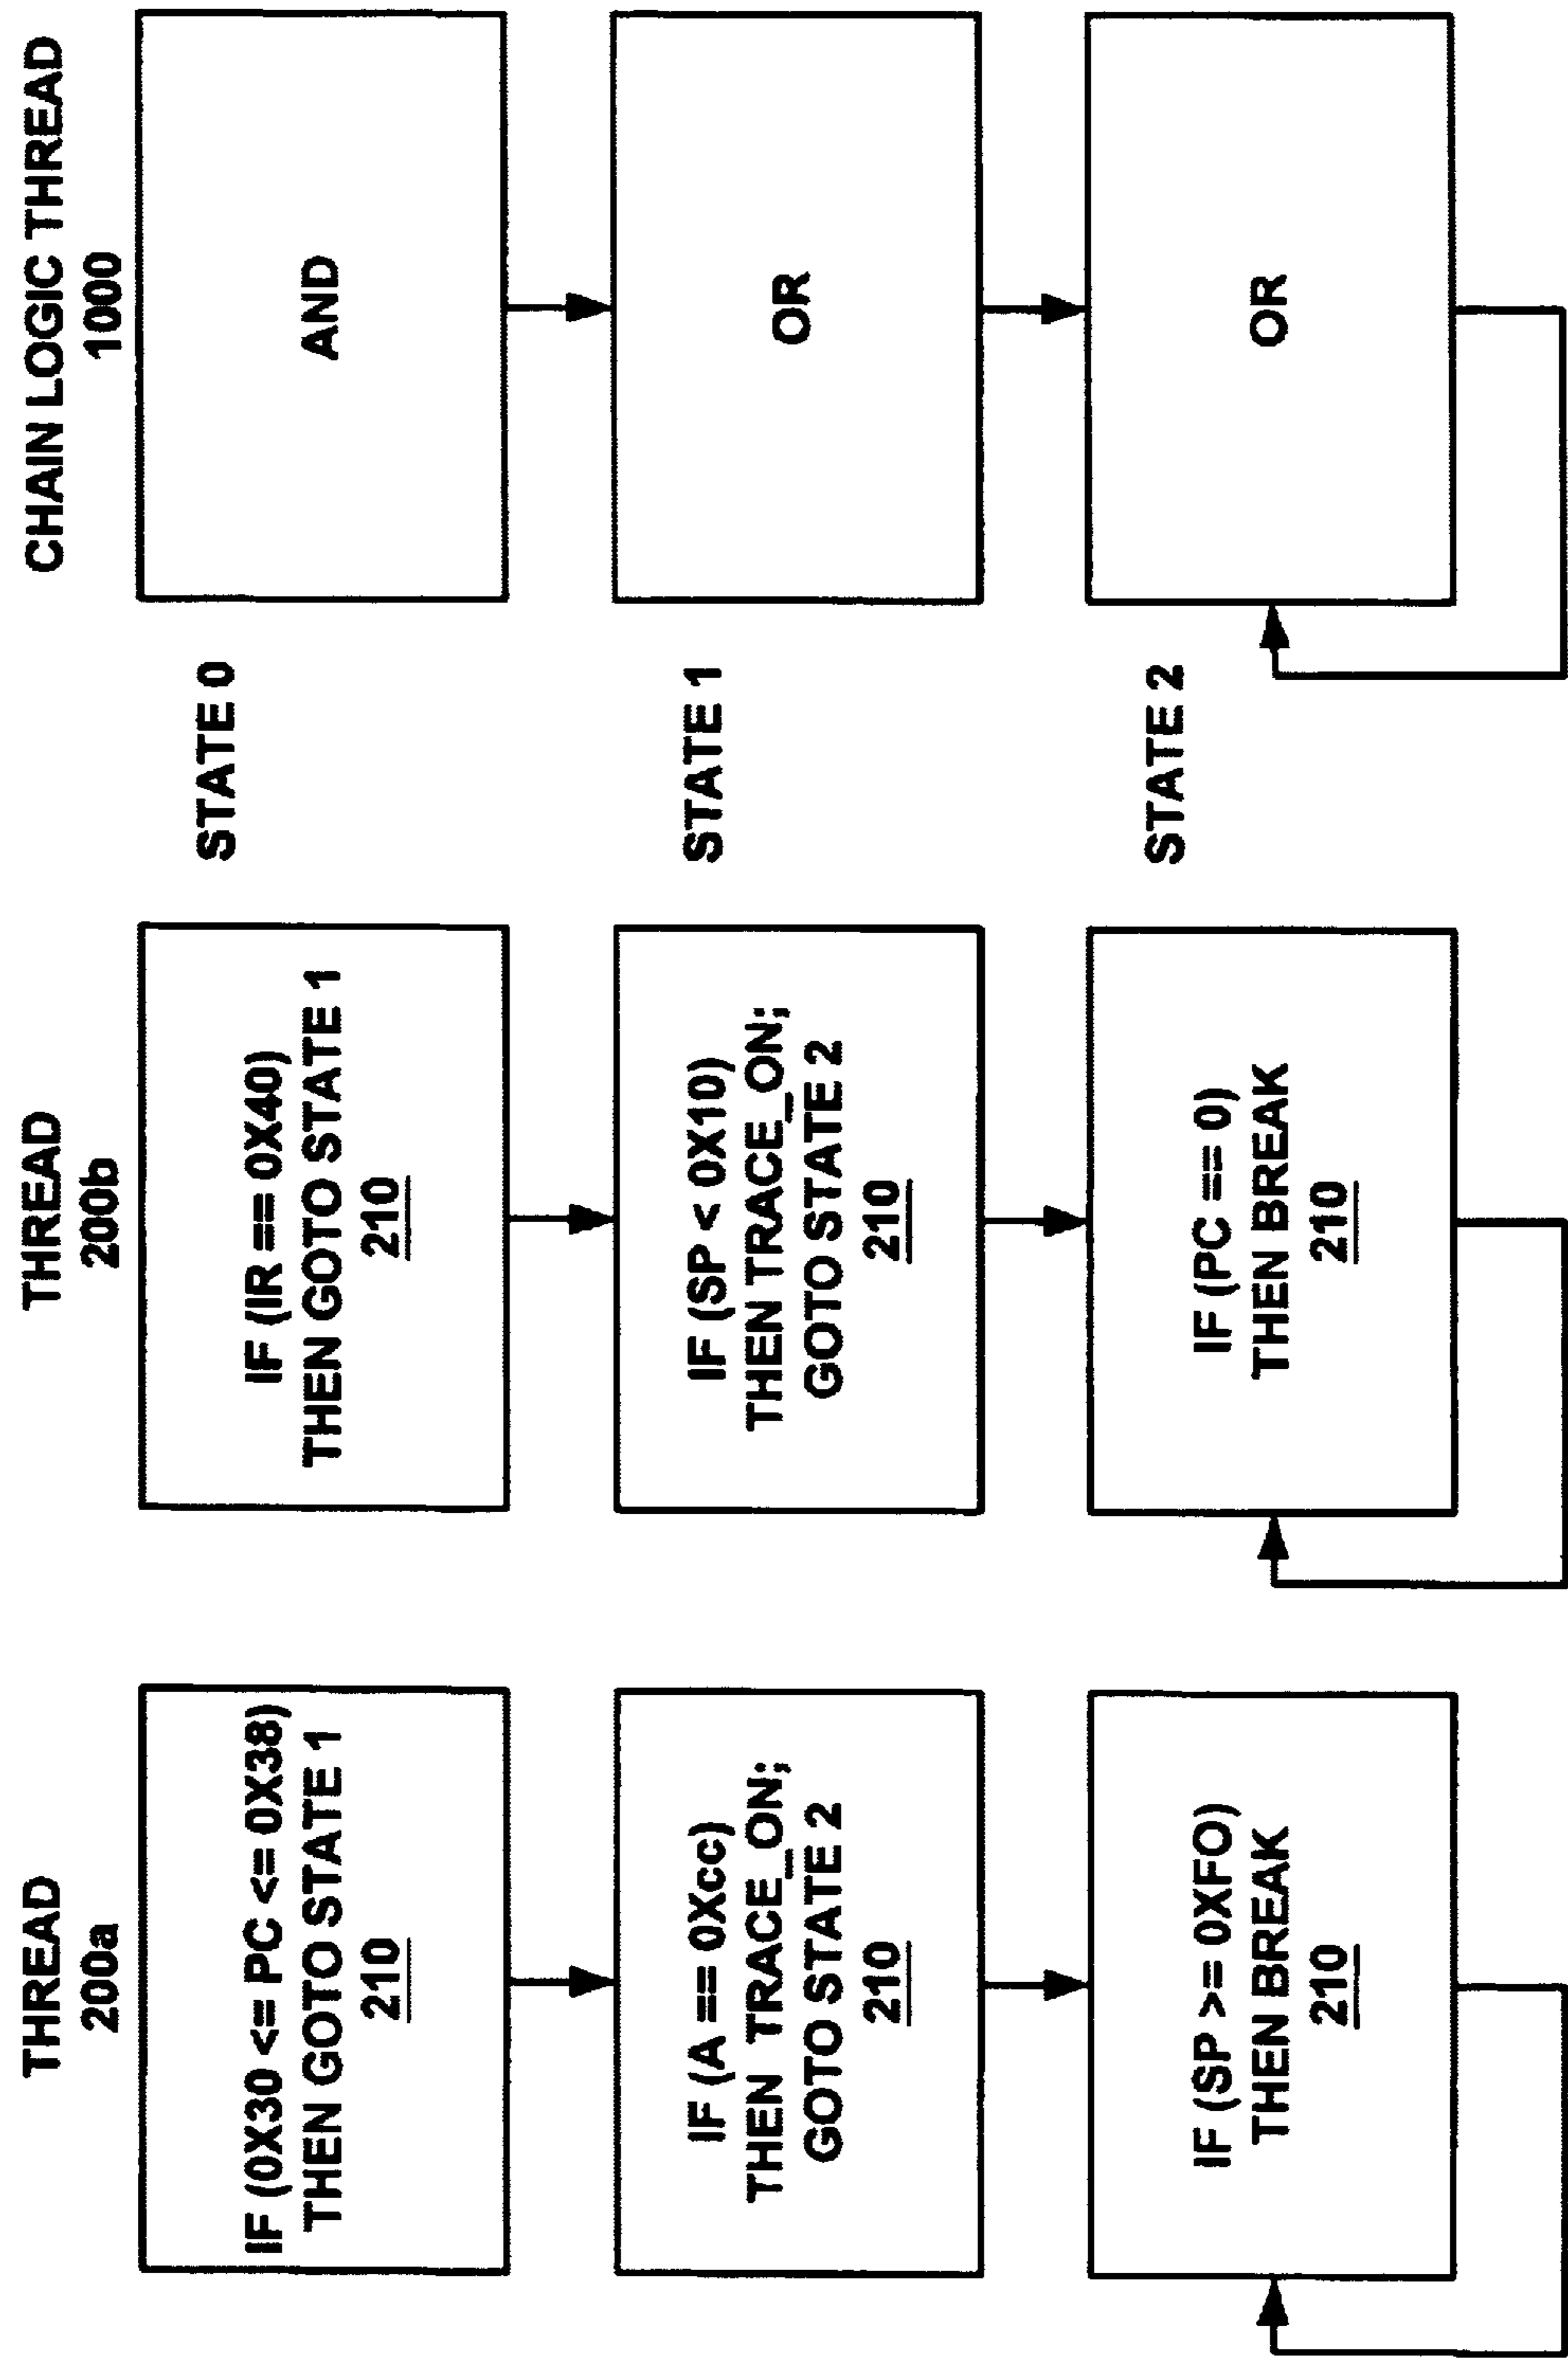 THREAD
200a
THREAD
200b
CHAIN LOGIC THREAD
1000
IF (0X30 <= PC <= 0X38)
THEN GOTO STATE 1
210
IF (IR == 0X40)
THEN GOTO STATE 1
210
STATE 0
AND
IF (A == 0Xcc)
THEN TRACE_ON;
GOTO STATE 2
210
IF (SP < 0X10)
THEN TRACE_ON;
GOTO STATE 2
210
STATE 1
OR
IF (SP >= 0XFO)
THEN BREAK
210
IF (PC == 0)
THEN BREAK
210
STATE 2
OR